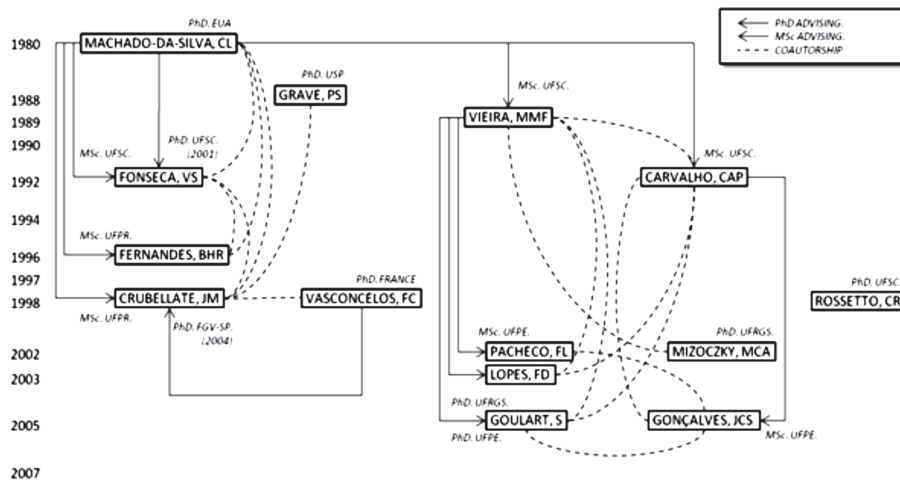 PhD. EUA
PhD ADVISING.
MSc ADVISING.
COAUTORSHIP
1980
MACHADO-DA-SILVA, CL
PhD. USP
GRAVE, PS
1988
MSc. UFSC.
1989
VIEIRA, MMF
1990
PhD. UFSC.
(2001)
MSc. UFSC.
MSc. UFSC.
1992
FONSECA, VS
CARVALHO, CAP
1994
MSc. UFPR.
1996
FERNANDES, BHR
1997
PhD. FRANCE
PhD. UFSC
1998
CRUBELLATE, JM
VASCONCELOS, FC
ROSSETTO, CR
MSc. UFPR.
PhD. FGV-SP.
(2004)
MSc. UFPE.
PhD. UFRGS.
2002
PACHECO, FL
MIZOCZKY, MCA
2003
LOPES, FD
PhD. UFRGS.
2005
GOULART, S
GONÇALVES, JCS
PhD. UFPE.
MSc. UFPE.
2007